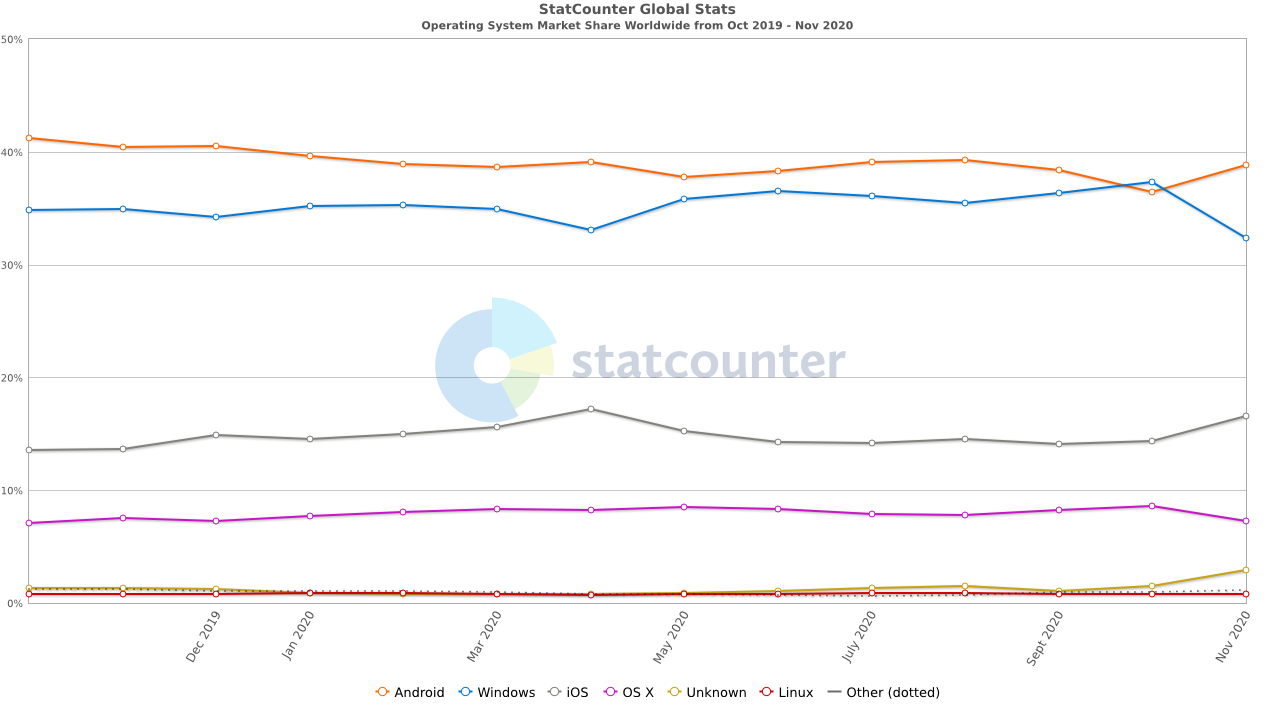 StatCounter Global Stats
Operating System Market Share Worldwide from Oct 2019 - Nov 2020
50%
40%
30%
20%
10%
0%
statcounter
Dec 2019
Jan 2020
Mar 2020
May 2020
July 2020
Sept 2020
Nov 2020
Android Windows iOS OS X Unknown Linux Other (dotted)